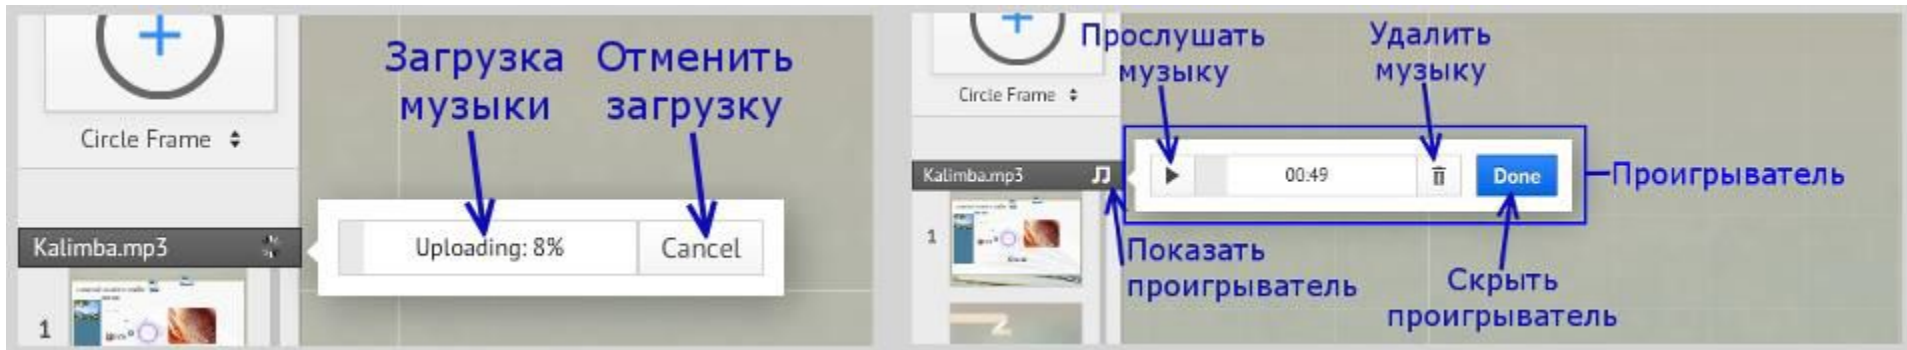 Загрузка
музыки
Отменить
загрузку
Circle Frame
Kalimba.mp3
Uploading: 8%
Cancel
1
Прослушать
музыку
Удалить
музыку
Circle Frame
Kalimba.mp3
00:49
Done
Проигрыватель
1
Показать
проигрыватель
Скрыть
проигрыватель
2